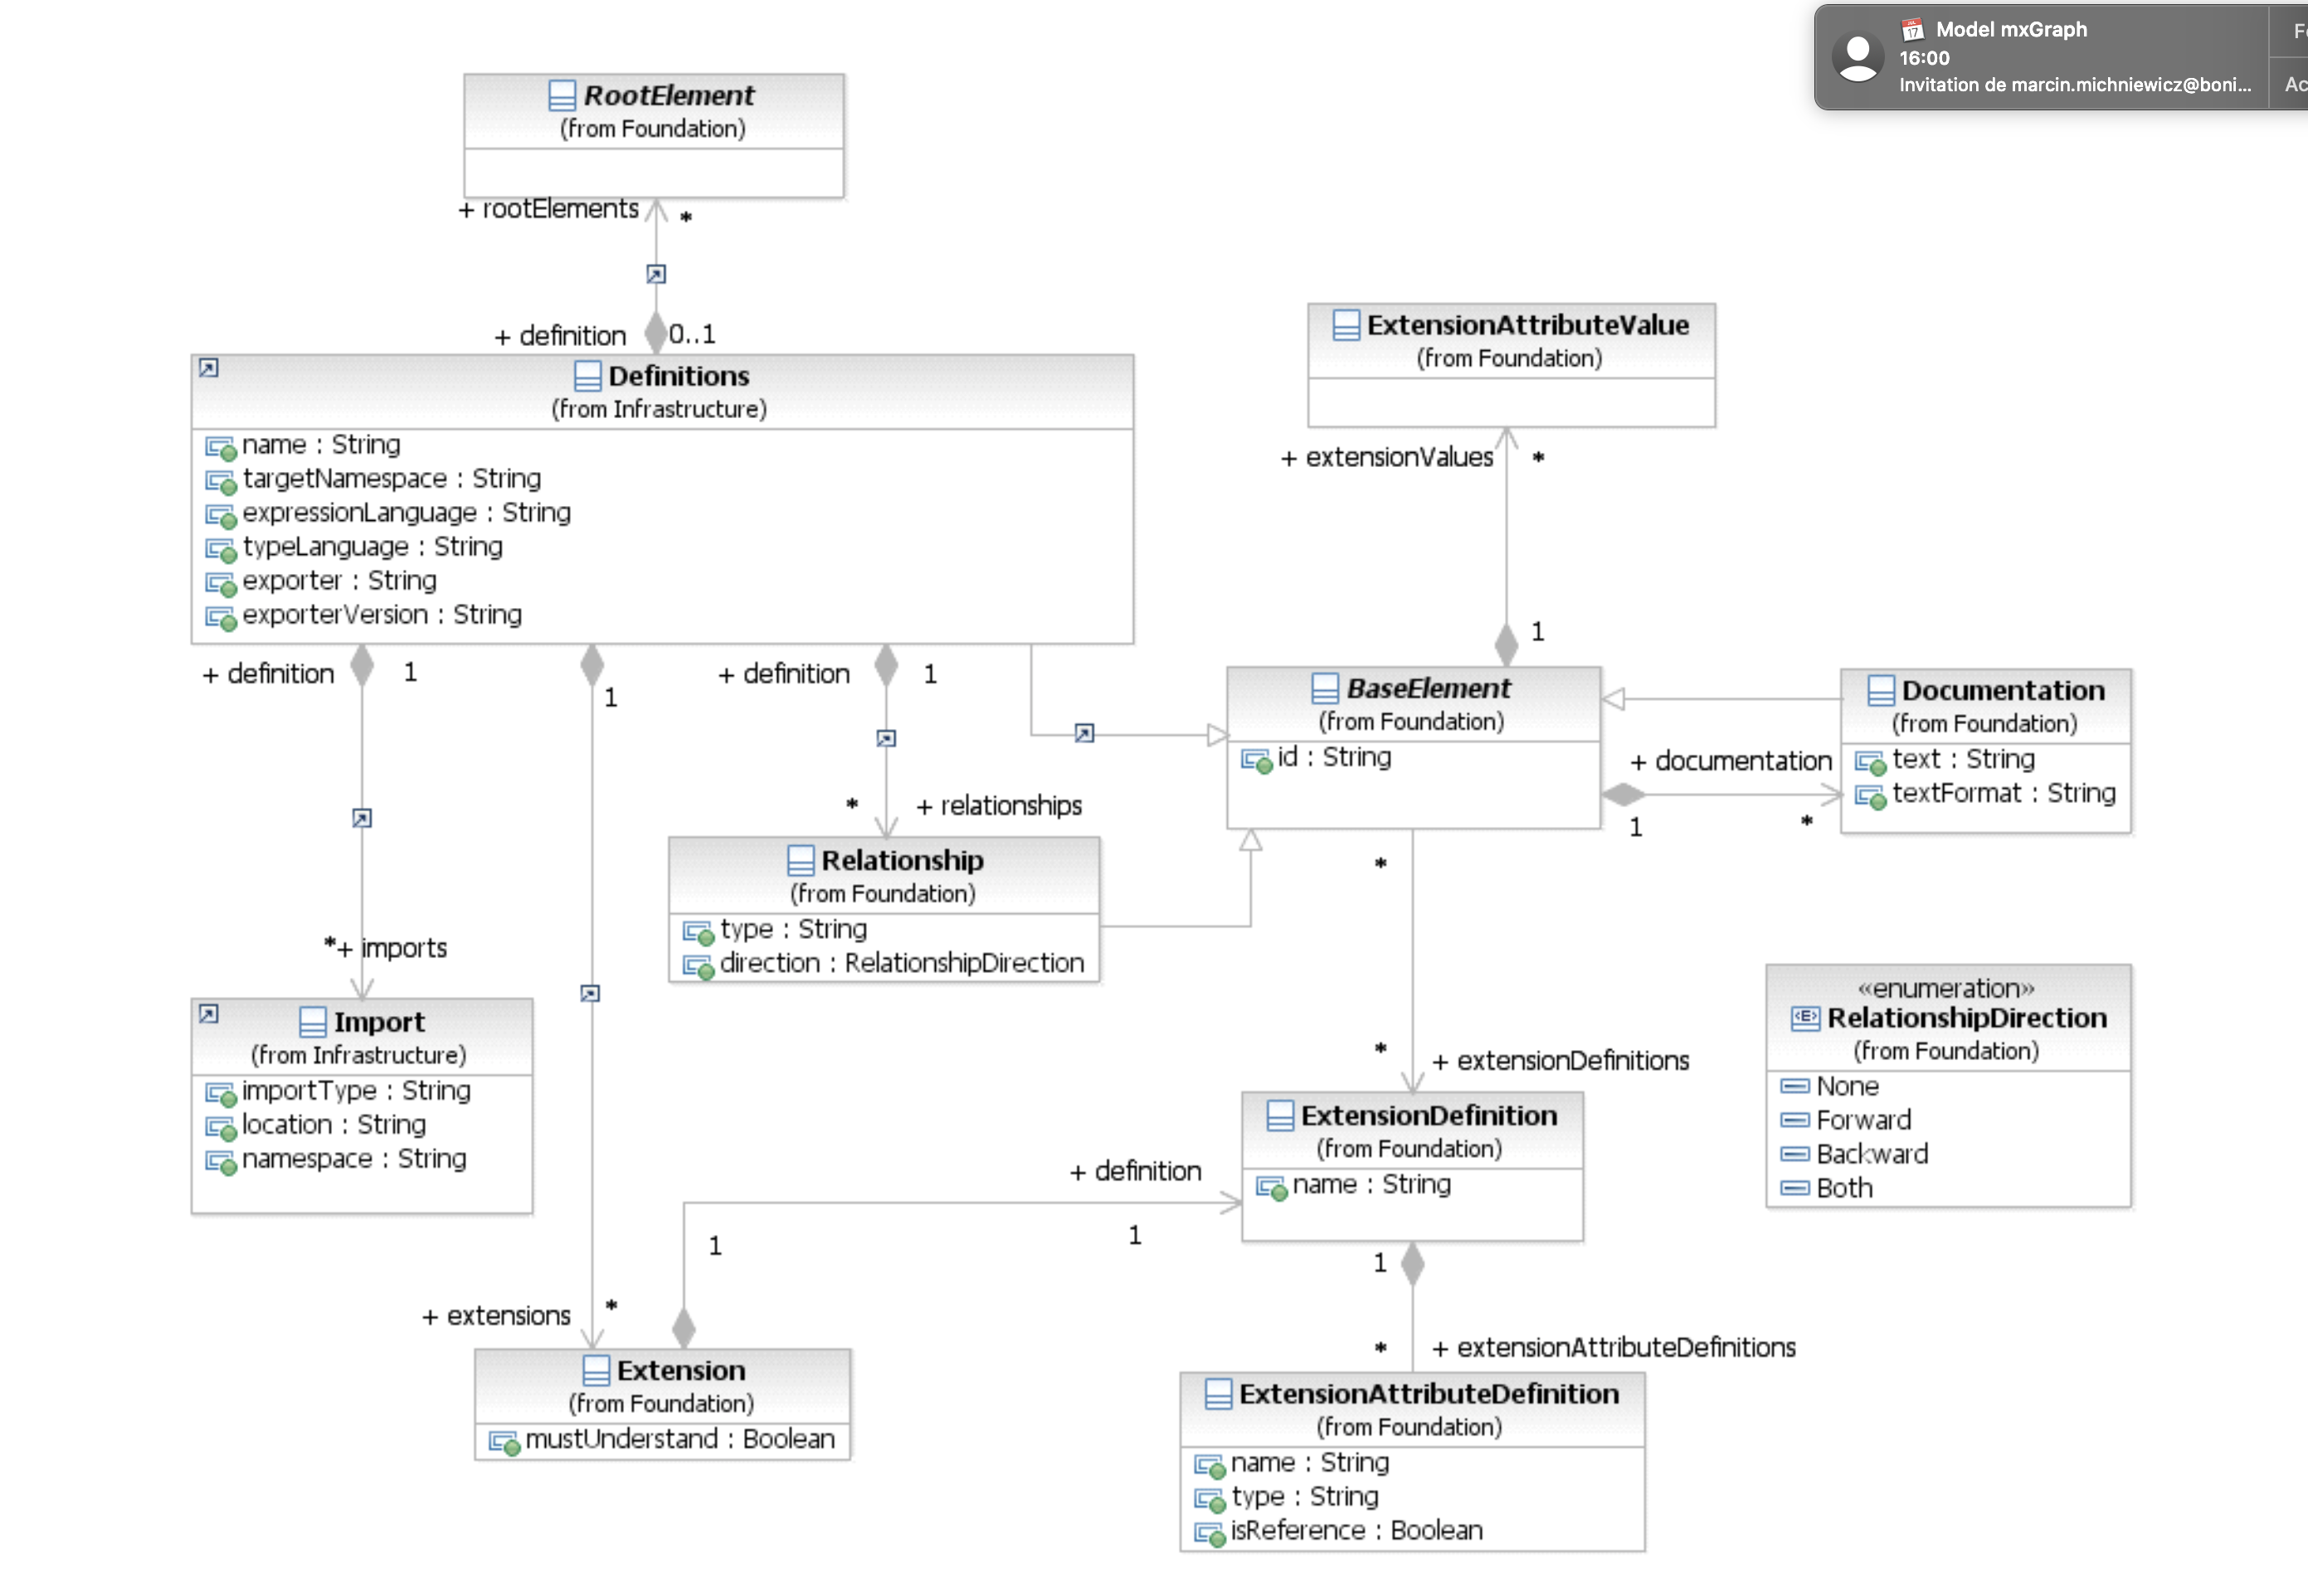 JUL
17
Model mxGraph
16:00
Invitation de marcin.michniewicz@boni...
RootElement
(from Foundation)
+ rootElements
*
+ definition
0..1
Definitions
(from Infrastructure)
name : String
targetNamespace : String
expressionLanguage : String
typeLanguage : String
exporter : String
exporterVersion : String
ExtensionAttributeValue
(from Foundation)
+ extensionValues
*
1
+ definition
1
1
+ definition
1
BaseElement
(from Foundation)
id : String
Documentation
(from Foundation)
text : String
textFormat : String
+ documentation
1
*
*
+ relationships
Relationship
(from Foundation)
type : String
direction : RelationshipDirection
*
*+ imports
Import
(from Infrastructure)
importType : String
location : String
namespace : String
*
+ extensionDefinitions
ExtensionDefinition
(from Foundation)
name : String
«enumeration»
<E> RelationshipDirection
(from Foundation)
None
Forward
Backward
Both
+ definition
1
1
1
+ extensions
*
Extension
(from Foundation)
mustUnderstand : Boolean
*
+ extensionAttributeDefinitions
ExtensionAttributeDefinition
(from Foundation)
name : String
type : String
isReference : Boolean